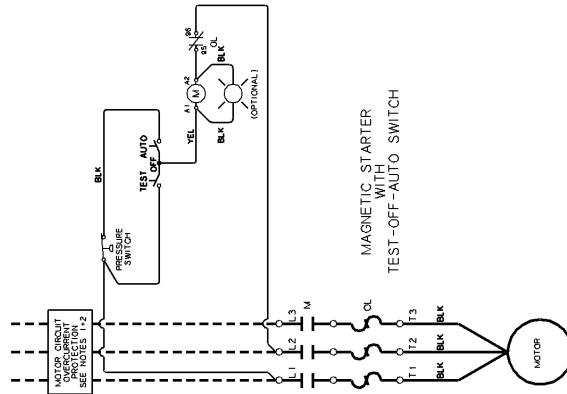 MOTOR CIRCUIT
OVERCURRENT
PROTECTION
SEE NOTES 1+2
PRESSURE
SWITCH
BLK
TEST
OFF
AUTO
YEL
A1
M
A2
95
96
OL
BLK
BLK
(OPTIONAL)
L1
L2
L3
M
OL
T1
T2
T3
BLK
BLK
BLK
MOTOR
MAGNETIC STARTER
WITH
TEST-OFF-AUTO SWITCH